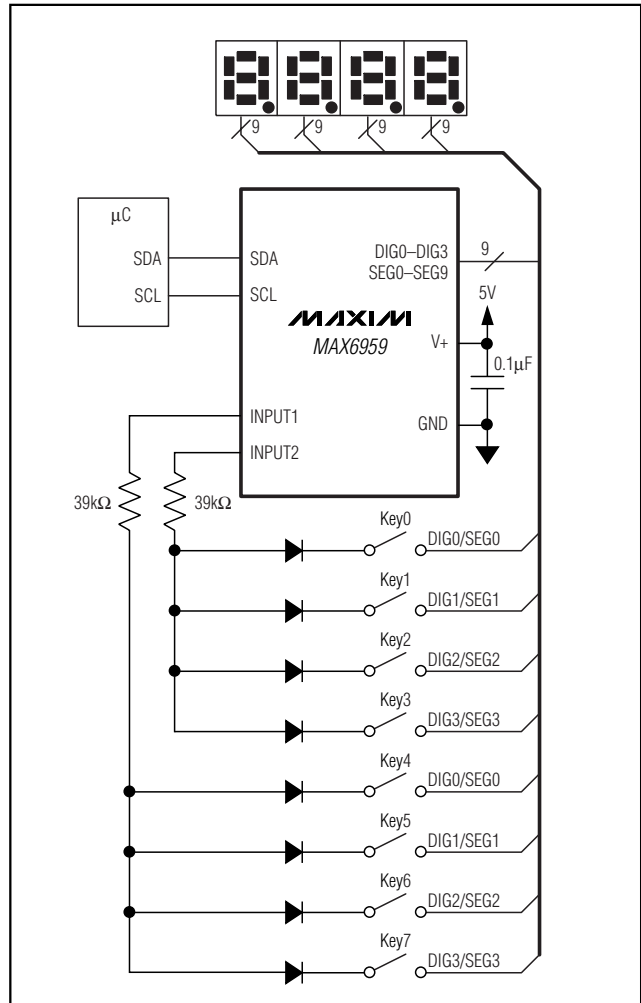 9 9 9 9
µC
SDA
SCL
SDA
SCL
MAXIM
MAX6959
DIG0–DIG3
SEG0–SEG9
9
5V
V+
0.1µF
GND
INPUT1
INPUT2
39kΩ 39kΩ
Key0
DIG0/SEG0
Key1
DIG1/SEG1
Key2
DIG2/SEG2
Key3
DIG3/SEG3
Key4
DIG0/SEG0
Key5
DIG1/SEG1
Key6
DIG2/SEG2
Key7
DIG3/SEG3